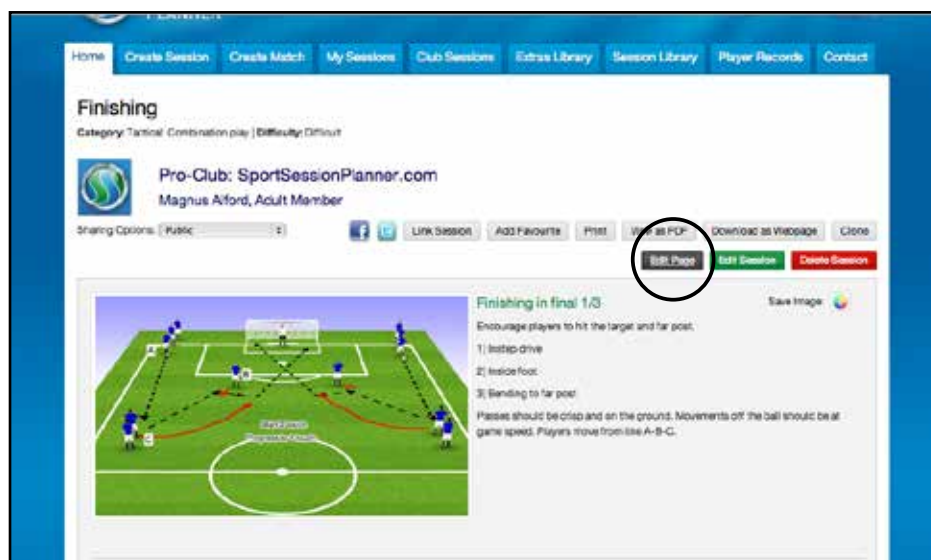 PLANNER
Home Create Session Create Match My Sessions Club Sessions Extras Library Session Library Player Records Contact
Finishing
Category: Tactical: Combination play | Difficulty: Difficult
Pro-Club: SportSessionPlanner.com
Magnus Alford, Adult Member
Sharing Options: Public Link Session Add Favourite Print View as PDF Download as Webpage Clone
Edit Page Edit Session Delete Session
Finishing in final 1/3 Save Image:
Encourage players to hit the target and far post.
1) Instep drive
2) Inside foot
3) Bending to far post
Passes should be crisp and on the ground. Movements off the ball should be at
game speed. Players move from line A-B-C.
A
B
C